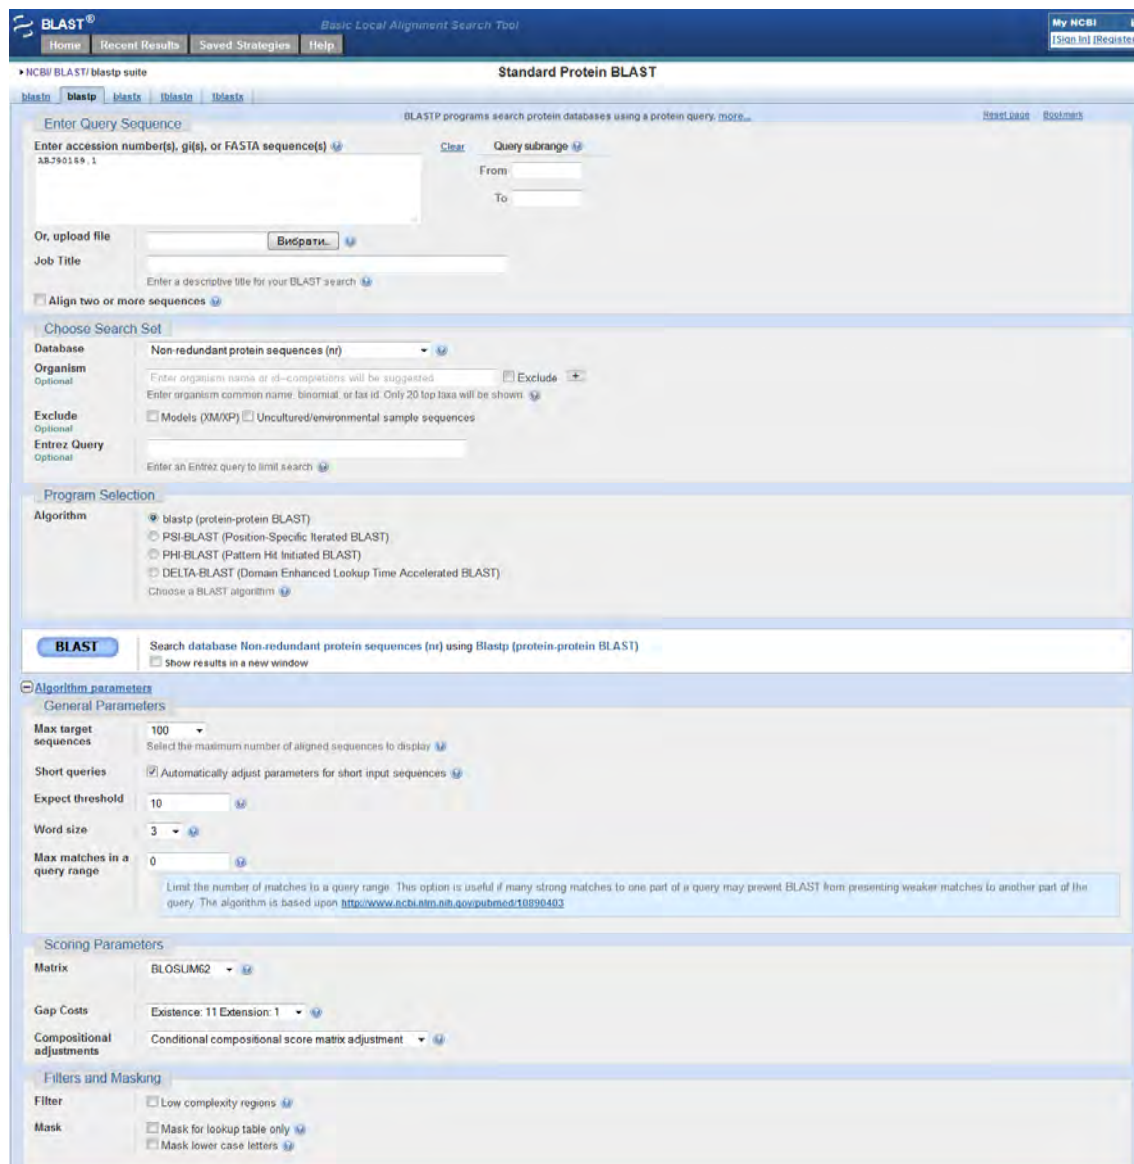 BLAST®
Basic Local Alignment Search Tool
My NCBI
Home Recent Results Saved Strategies Help
[Sign In] [Register
NCBI/ BLAST/ blastp suite
Standard Protein BLAST
blastn blastp blastx tblastn tblastx
BLASTP programs search protein databases using a protein query. more...
Reset page Bookmark
Enter Query Sequence
Enter accession number(s), gi(s), or FASTA sequence(s)
Clear
Query subrange
From
To
Or, upload file
Вибрати...
Job Title
Enter a descriptive title for your BLAST search
Align two or more sequences
Choose Search Set
Database
Non-redundant protein sequences (nr)
Organism
Optional
Enter organism name or id--completions will be suggested
Exclude +
Enter organism common name, binomial, or tax id. Only 20 top taxa will be shown.
Exclude
Optional
Models (XM/XP) Uncultured/environmental sample sequences
Entrez Query
Optional
Enter an Entrez query to limit search
Program Selection
Algorithm
blastp (protein-protein BLAST)
PSI-BLAST (Position-Specific Iterated BLAST)
PHI-BLAST (Pattern Hit Initiated BLAST)
DELTA-BLAST (Domain Enhanced Lookup Time Accelerated BLAST)
Choose a BLAST algorithm
BLAST
Search database Non-redundant protein sequences (nr) using Blastp (protein-protein BLAST)
Show results in a new window
Algorithm parameters
General Parameters
Max target sequences
100
Select the maximum number of aligned sequences to display
Short queries
Automatically adjust parameters for short input sequences
Expect threshold
10
Word size
3
Max matches in a query range
0
Limit the number of matches to a query range. This option is useful if many strong matches to one part of a query may prevent BLAST from presenting weaker matches to another part of the
query. The algorithm is based upon http://www.ncbi.nlm.nih.gov/pubmed/10890403
Scoring Parameters
Matrix
BLOSUM62
Gap Costs
Existence: 11 Extension: 1
Compositional adjustments
Conditional compositional score matrix adjustment
Filters and Masking
Filter
Low complexity regions
Mask
Mask for lookup table only
Mask lower case letters